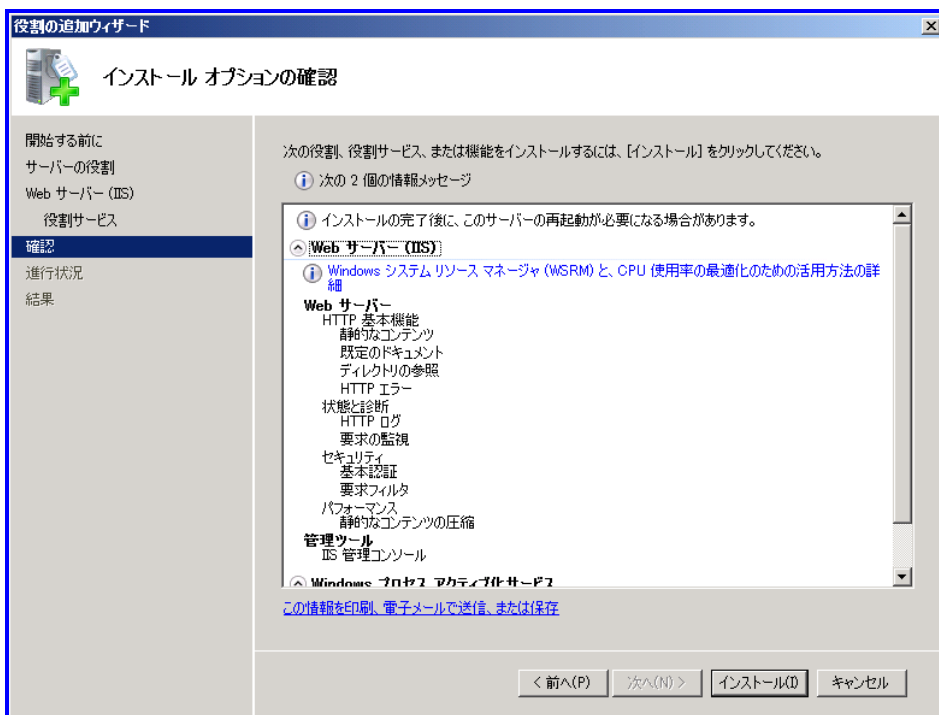 役割の追加ウィザード
インストール オプションの確認
開始する前に
サーバーの役割
Web サーバー (IIS)
役割サービス
確認
進行状況
結果
次の役割、役割サービス、または機能をインストールするには、[インストール] をクリックしてください。
次の 2 個の情報メッセージ
インストールの完了後に、このサーバーの再起動が必要になる場合があります。
Web サーバー (IIS)
Windows システム リソース マネージャ (WSRM) と、CPU 使用率の最適化のための活用方法の詳
細
Web サーバー
HTTP 基本機能
静的なコンテンツ
既定のドキュメント
ディレクトリの参照
HTTP エラー
状態と診断
HTTP ログ
要求の監視
セキュリティ
基本認証
要求フィルタ
パフォーマンス
静的なコンテンツの圧縮
管理ツール
IIS 管理コンソール
Windows プロセス アクティブ化サービス
この情報を印刷、電子メールで送信、または保存
< 前へ(P)
次へ(N) >
インストール(I)
キャンセル